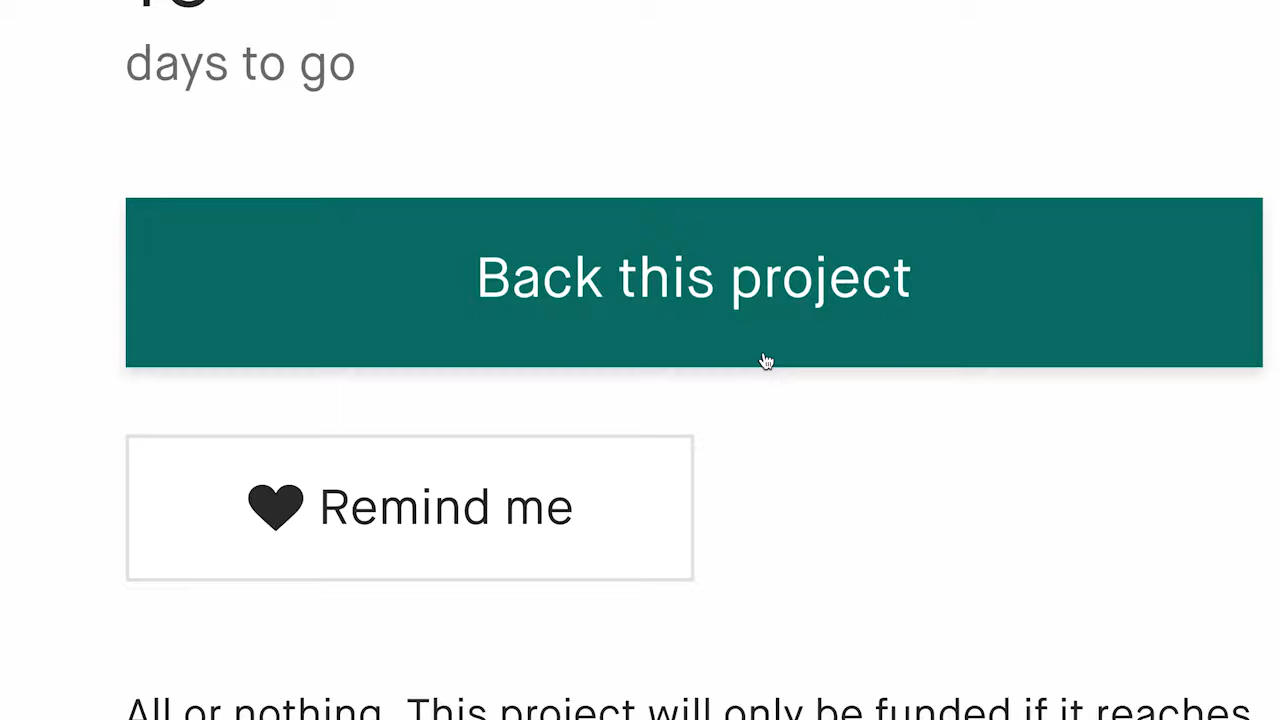 days to go
Back this project
Remind me
All or nothing. This project will only be funded if it reaches